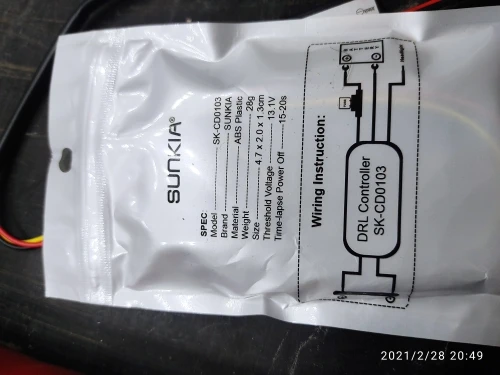 SUNKIA®
SPEC
Model ---------------- SK-CD0103
Brand ---------------- SUNKIA
Material ---------------- ABS Plastic
Weight ---------------- 28g
Size ---------- 4.7 x 2.0 x 1.3cm
Threshold Voltage -------- 13.1V
Time-lapse Power Off ------15-20s
Wiring Instruction:
Headlight
DRL Controller
SK-CD0103
2021/2/28 20:49